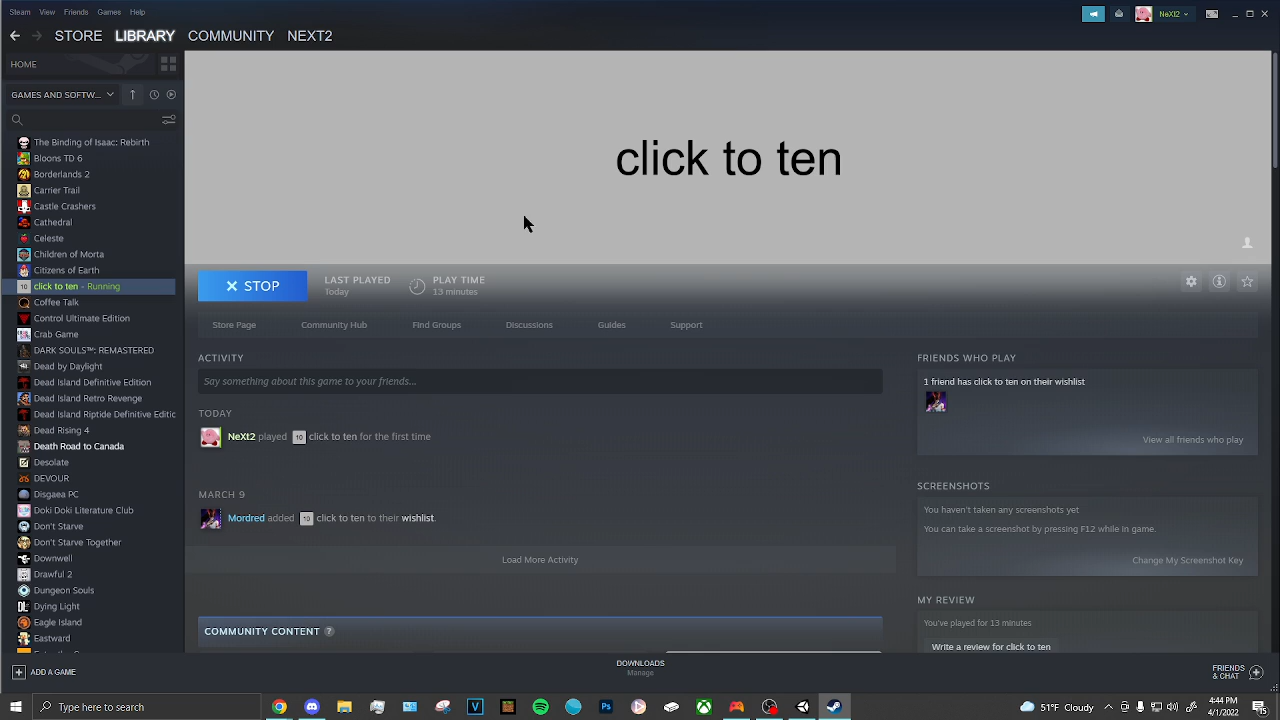 Steam View Friends Games Help NeXt2
STORE LIBRARY COMMUNITY NEXT2
HOME
GAMES AND SOFTW...
The Binding of Isaac: Rebirth
Bloons TD 6
Borderlands 2
Carrier Trail
Castle Crashers
Cathedral
Celeste
Children of Morta
Citizens of Earth
10 click to ten - Running
Coffee Talk
Control Ultimate Edition
Crab Game
DARK SOULS™: REMASTERED
Dead by Daylight
Dead Island Definitive Edition
Dead Island Retro Revenge
Dead Island Riptide Definitive Editic
Dead Rising 4
Death Road to Canada
Desolate
DEVOUR
Disgaea PC
Doki Doki Literature Club
Don't Starve
Don't Starve Together
Downwell
Drawful 2
Dungeon Souls
Dying Light
Eagle Island
Eastward
click to ten
STOP
LAST PLAYED
Today
PLAY TIME
13 minutes
Store Page Community Hub Find Groups Discussions Guides Support
ACTIVITY
Say something about this game to your friends...
TODAY
NeXt2 played 10 click to ten for the first time
MARCH 9
Mordred added 10 click to ten to their wishlist.
Load More Activity
COMMUNITY CONTENT ?
FRIENDS WHO PLAY
1 friend has click to ten on their wishlist
View all friends who play
SCREENSHOTS
You haven't taken any screenshots yet
You can take a screenshot by pressing F12 while in game.
Change My Screenshot Key
MY REVIEW
You've played for 13 minutes
Write a review for click to ten
ADD A GAME
DOWNLOADS
Manage
FRIENDS
& CHAT
Type here to search
51°F Cloudy
4:44 PM
4/1/2022